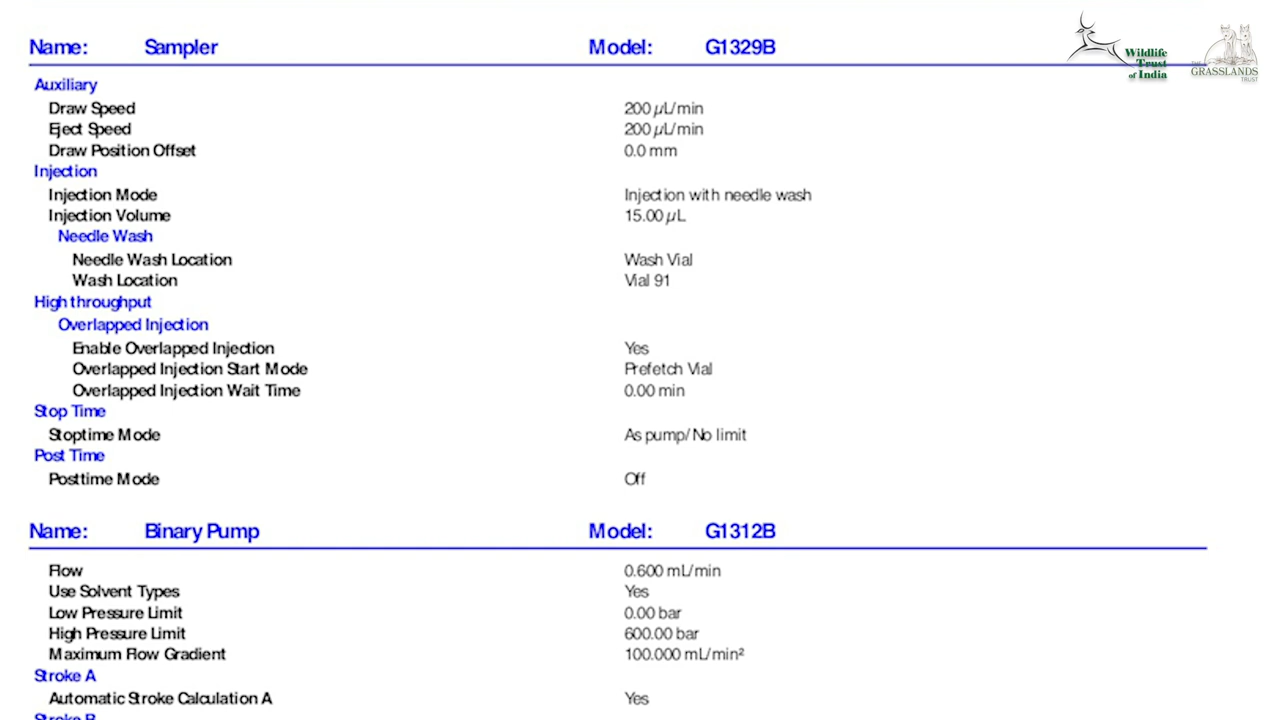 Name: Sampler Model: G1329B
Wildlife
Trust
of India
THE
GRASSLANDS
TRUST
Auxiliary
Draw Speed 200 µL/min
Eject Speed 200 µL/min
Draw Position Offset 0.0 mm
Injection
Injection Mode Injection with needle wash
Injection Volume 15.00 µL
Needle Wash
Needle Wash Location Wash Vial
Wash Location Vial 91
High throughput
Overlapped Injection
Enable Overlapped Injection Yes
Overlapped Injection Start Mode Prefetch Vial
Overlapped Injection Wait Time 0.00 min
Stop Time
Stoptime Mode As pump/No limit
Post Time
Posttime Mode Off
Name: Binary Pump Model: G1312B
Flow 0.600 mL/min
Use Solvent Types Yes
Low Pressure Limit 0.00 bar
High Pressure Limit 600.00 bar
Maximum Flow Gradient 100.000 mL/min²
Stroke A
Automatic Stroke Calculation A Yes
Stroke B